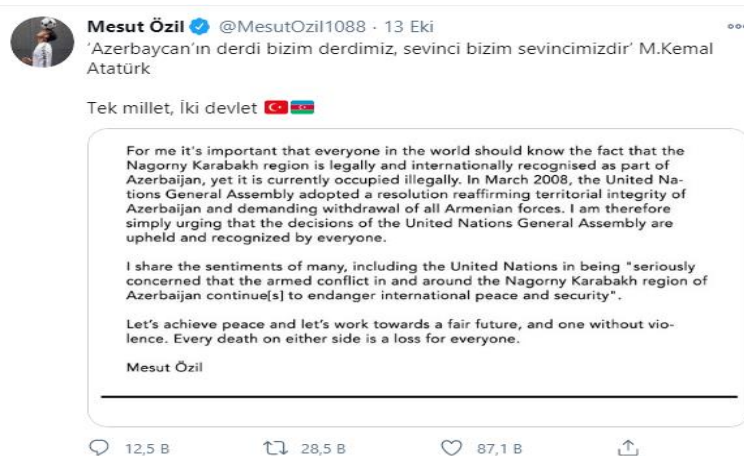 Mesut Özil @MesutOzil1088 · 13 Eki
'Azerbaycan'ın derdi bizim derdimiz, sevinci bizim sevincimizdir' M.Kemal
Atatürk
Tek millet, İki devlet
For me it's important that everyone in the world should know the fact that the
Nagorny Karabakh region is legally and internationally recognised as part of
Azerbaijan, yet it is currently occupied illegally. In March 2008, the United Na-
tions General Assembly adopted a resolution reaffirming territorial integrity of
Azerbaijan and demanding withdrawal of all Armenian forces. I am therefore
simply urging that the decisions of the United Nations General Assembly are
upheld and recognized by everyone.
I share the sentiments of many, including the United Nations in being "seriously
concerned that the armed conflict in and around the Nagorny Karabakh region of
Azerbaijan continue[s] to endanger international peace and security".
Let's achieve peace and let's work towards a fair future, and one without vio-
lence. Every death on either side is a loss for everyone.
Mesut Özil
12,5 B 28,5 B 87,1 B